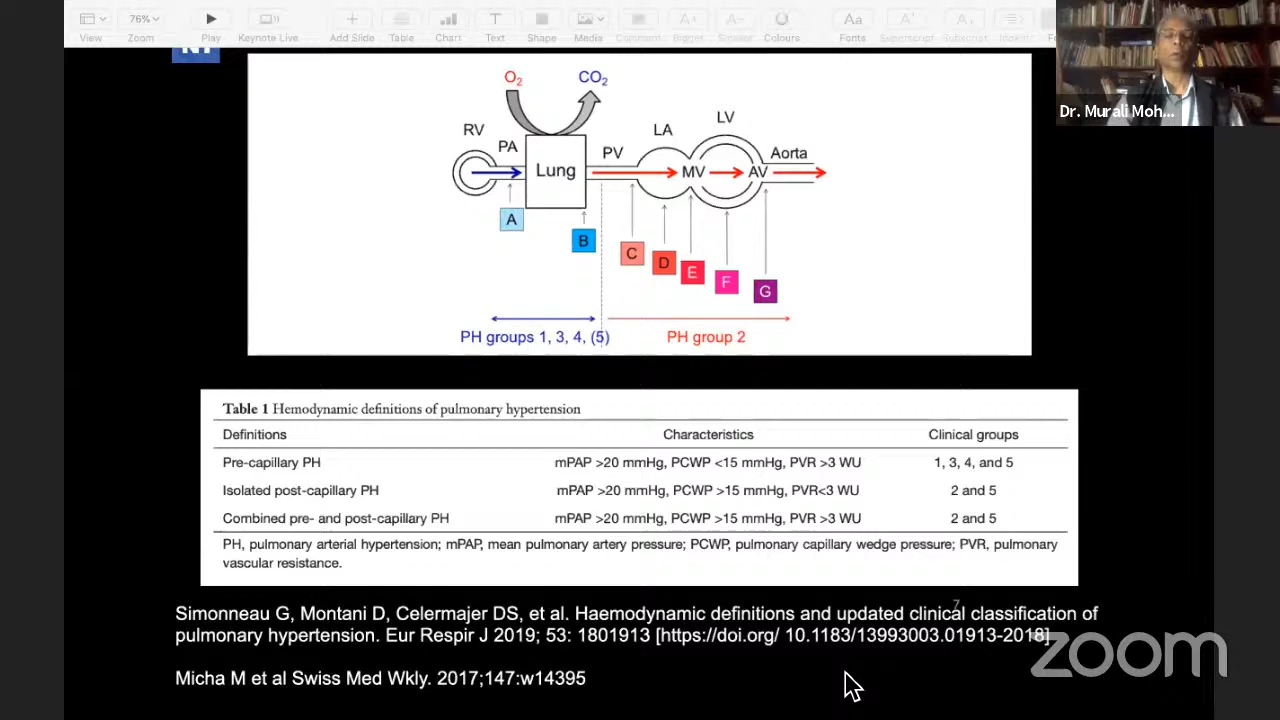 View
76%
Zoom
Play
Keynote Live
Add Slide
Table
Chart
Text
Shape
Media
Comment
Bigger
Smaller
Colours
Fonts
Superscript
Subscript
Dr. Murali Moh...
O2 CO2
RV PA Lung PV LA LV Aorta
MV AV
A
B
C
D
E
F
G
PH groups 1, 3, 4, (5) PH group 2
Table 1 Hemodynamic definitions of pulmonary hypertension
Definitions Characteristics Clinical groups
Pre-capillary PH mPAP >20 mmHg, PCWP <15 mmHg, PVR >3 WU 1, 3, 4, and 5
Isolated post-capillary PH mPAP >20 mmHg, PCWP >15 mmHg, PVR<3 WU 2 and 5
Combined pre- and post-capillary PH mPAP >20 mmHg, PCWP >15 mmHg, PVR >3 WU 2 and 5
PH, pulmonary arterial hypertension; mPAP, mean pulmonary artery pressure; PCWP, pulmonary capillary wedge pressure; PVR, pulmonary
vascular resistance.
7
Simonneau G, Montani D, Celermajer DS, et al. Haemodynamic definitions and updated clinical classification of
pulmonary hypertension. Eur Respir J 2019; 53: 1801913 [https://doi.org/ 10.1183/13993003.01913-2018]
zoom
Micha M et al Swiss Med Wkly. 2017;147:w14395